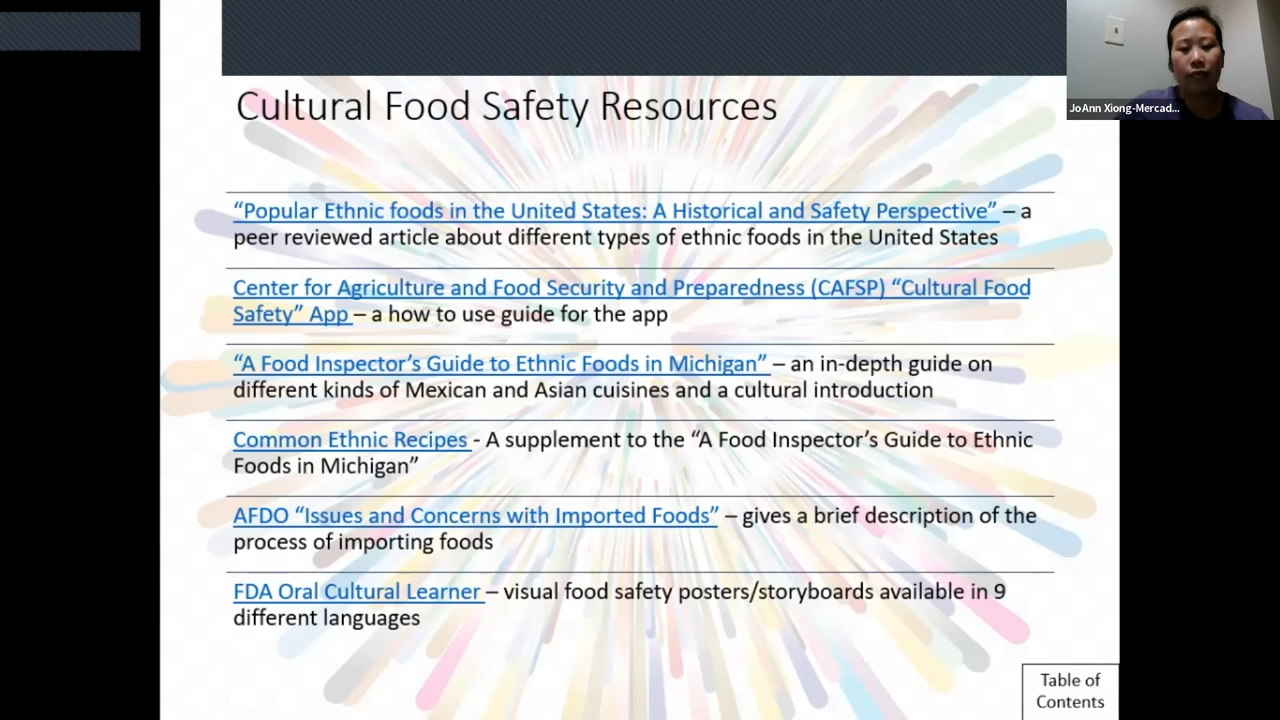 Cultural Food Safety Resources
JoAnn Xiong-Mercad...
“Popular Ethnic foods in the United States: A Historical and Safety Perspective” – a
peer reviewed article about different types of ethnic foods in the United States
Center for Agriculture and Food Security and Preparedness (CAFSP) “Cultural Food
Safety” App – a how to use guide for the app
“A Food Inspector’s Guide to Ethnic Foods in Michigan” – an in-depth guide on
different kinds of Mexican and Asian cuisines and a cultural introduction
Common Ethnic Recipes - A supplement to the “A Food Inspector’s Guide to Ethnic
Foods in Michigan”
AFDO “Issues and Concerns with Imported Foods” – gives a brief description of the
process of importing foods
FDA Oral Cultural Learner – visual food safety posters/storyboards available in 9
different languages
Table of
Contents